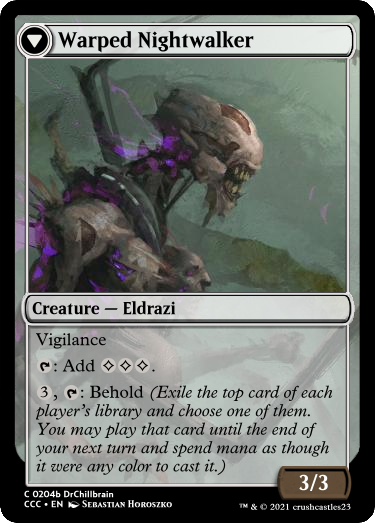 Warped Nightwalker
Creature — Eldrazi
Vigilance
: Add .
3 , : Behold (Exile the top card of each
player's library and choose one of them.
You may play that card until the end of
your next turn and spend mana as though
it were any color to cast it.)
3/3
C 0204b DrChillbrain
CCC • EN Sebastian Horoszko
™ & © 2021 crushcastles23